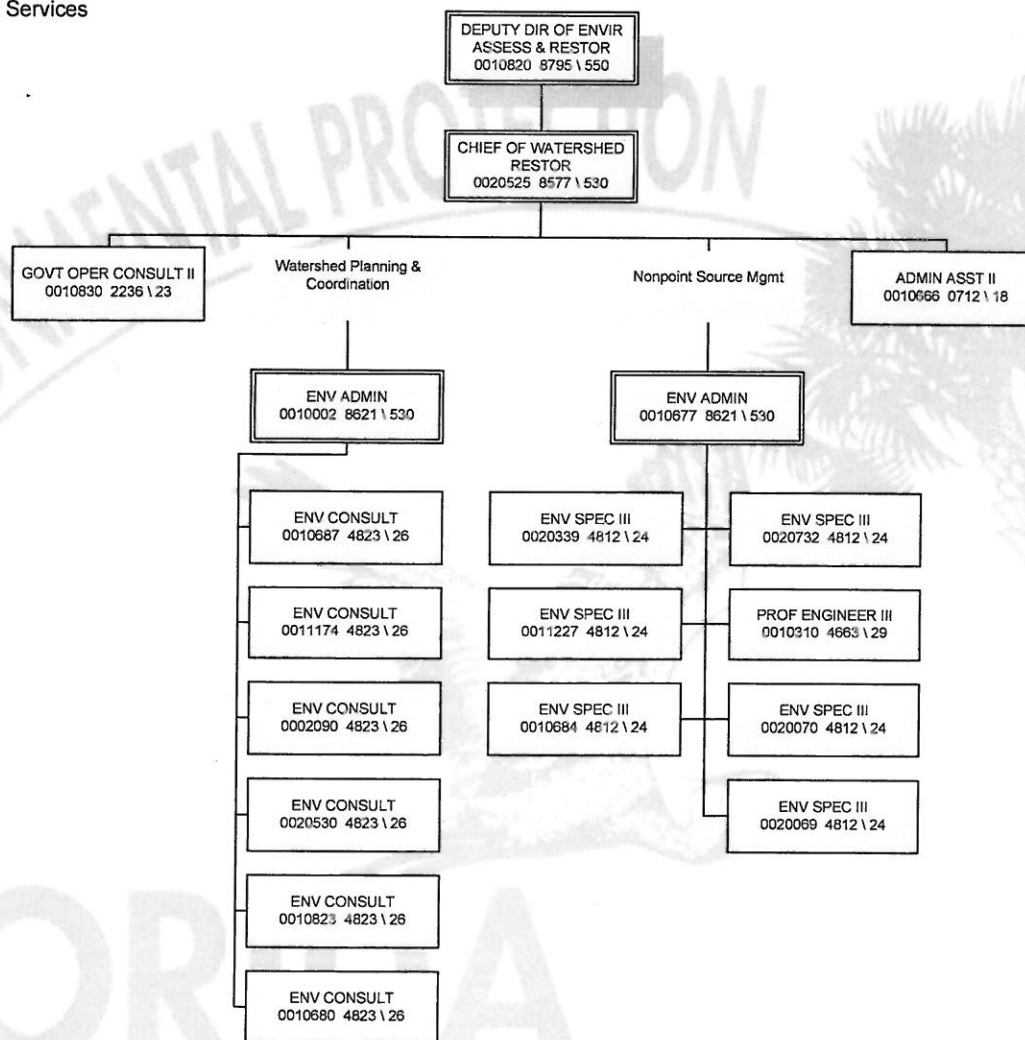 Services
DEPUTY DIR OF ENVIR
ASSESS & RESTOR
0010820 8795 \ 550
CHIEF OF WATERSHED
RESTOR
0020525 8577 \ 530
GOVT OPER CONSULT II
0010830 2236 \ 23
Watershed Planning &
Coordination
Nonpoint Source Mgmt
ADMIN ASST II
0010666 0712 \ 18
ENV ADMIN
0010002 8621 \ 530
ENV ADMIN
0010677 8621 \ 530
ENV CONSULT
0010687 4823 \ 26
ENV CONSULT
0011174 4823 \ 26
ENV CONSULT
0002090 4823 \ 26
ENV CONSULT
0020530 4823 \ 26
ENV CONSULT
0010823 4823 \ 26
ENV CONSULT
0010680 4823 \ 26
ENV SPEC III
0020339 4812 \ 24
ENV SPEC III
0020732 4812 \ 24
ENV SPEC III
0011227 4812 \ 24
PROF ENGINEER III
0010310 4663 \ 29
ENV SPEC III
0010684 4812 \ 24
ENV SPEC III
0020070 4812 \ 24
ENV SPEC III
0020069 4812 \ 24
ONMENTAL PROTECTION
ORIDA